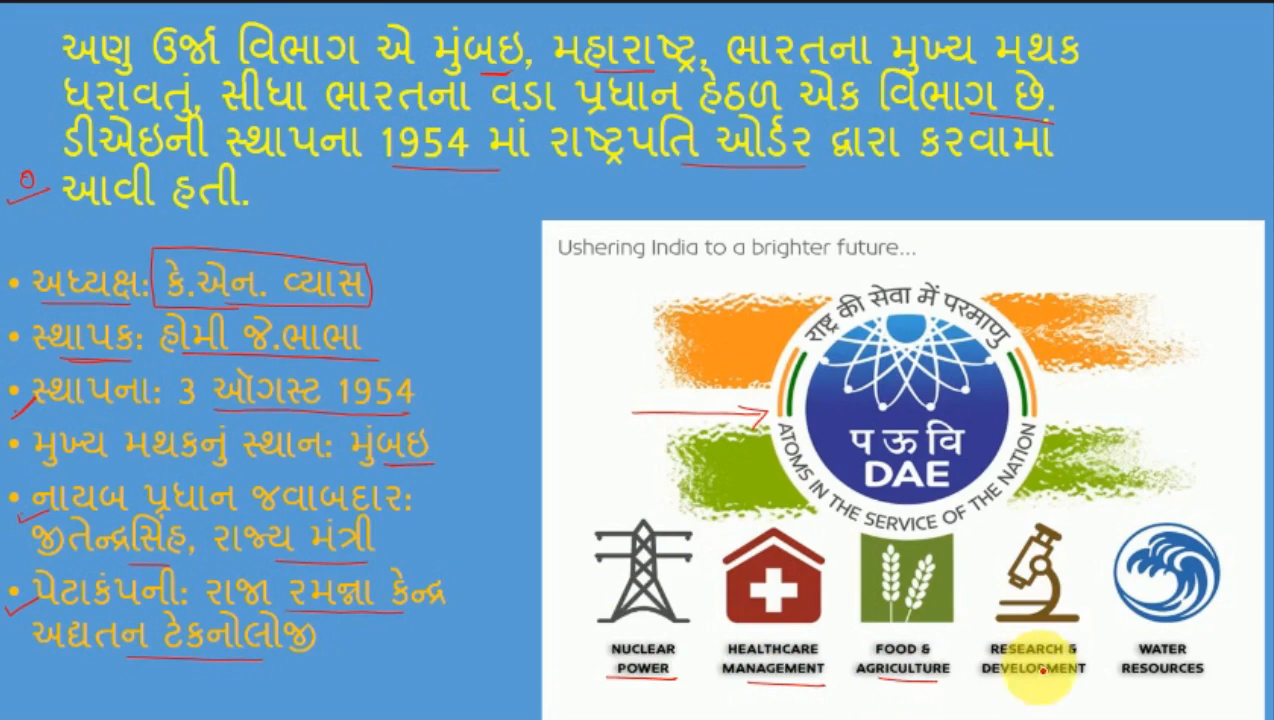 અણુ ઉર્જા વિભાગ એ મુંબઇ, મહારાષ્ટ્ર, ભારતના મુખ્ય મથક
ધરાવતું, સીધા ભારતના વડા પ્રધાન હેઠળ એક વિભાગ છે.
ડીએઇની સ્થાપના 1954 માં રાષ્ટ્રપતિ ઓર્ડર દ્વારા કરવામાં
આવી હતી.
• અધ્યક્ષ: કે.એન. વ્યાસ
• સ્થાપક: હોમી જે.ભાભા
• સ્થાપના: 3 ઑગસ્ટ 1954
• મુખ્ય મથકનું સ્થાન: મુંબઇ
• નાયબ પ્રધાન જવાબદાર:
જીતેન્દ્રસિંહ, રાજ્ય મંત્રી
• પેટાકંપની: રાજા રમન્ના કેન્દ્ર
અદ્યતન ટેકનોલોજી
Ushering India to a brighter future...
राष्ट्र की सेवा में परमाणु
प ऊ वि
DAE
ATOMS IN THE SERVICE OF THE NATION
NUCLEAR
POWER
HEALTHCARE
MANAGEMENT
FOOD &
AGRICULTURE
RESEARCH &
DEVELOPMENT
WATER
RESOURCES